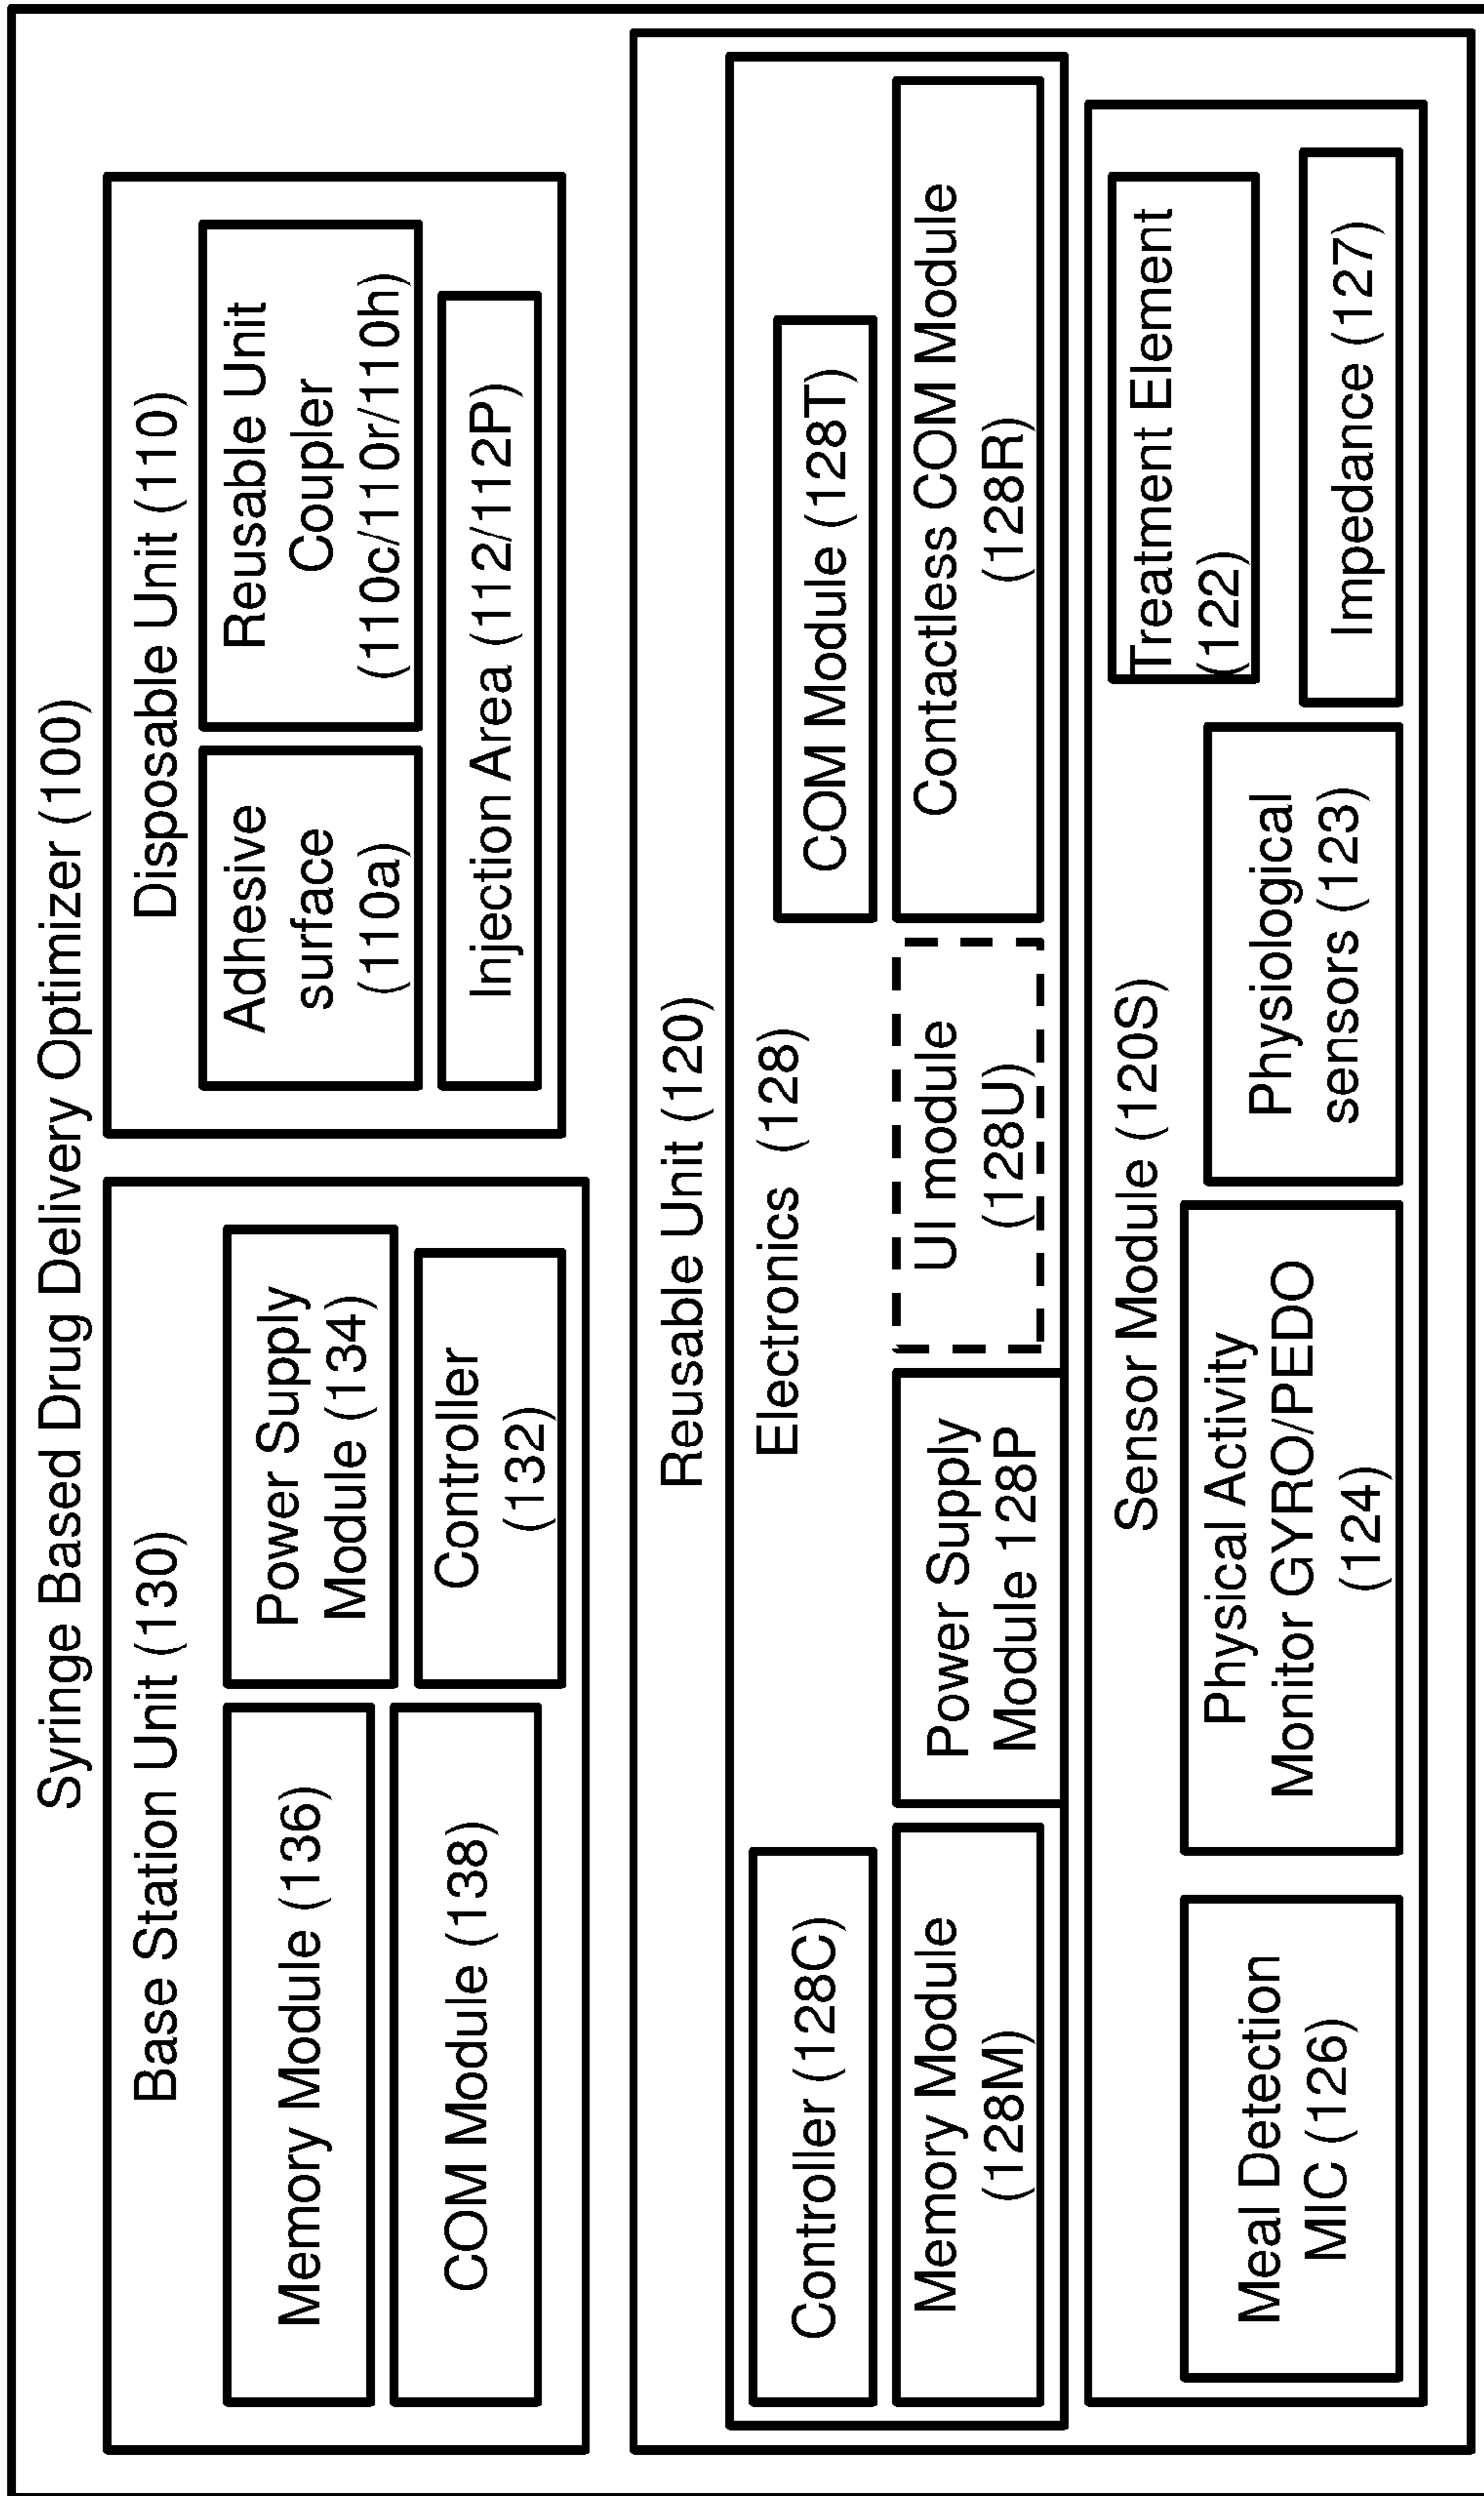 Syringe Based Drug Delivery Optimizer (100)
Base Station Unit (130)
Memory Module (136)
COM Module (138)
Power Supply
Module (134)
Controller
(132)
Disposable Unit (110)
Adhesive
surface
(110a)
Reusable Unit
Coupler
(110c/110r/110h)
Injection Area (112/112P)
Reusable Unit (120)
Electronics (128)
Controller (128C)
Memory Module
(128M)
Power Supply
Module 128P
UI module
(128U)
COM Module (128T)
Contactless COM Module
(128R)
Sensor Module (120S)
Meal Detection
MIC (126)
Physical Activity
Monitor GYRO/PEDO
(124)
Physiological
sensors (123)
Treatment Element
(122)
Impedance (127)